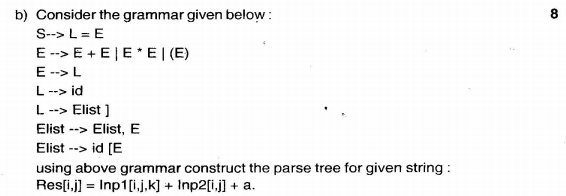 b) Consider the grammar given below : 8
S--> L = E
E --> E + E | E * E | (E)
E --> L
L --> id
L --> Elist ]
Elist --> Elist, E
Elist --> id [E
using above grammar construct the parse tree for given string :
Res[i,j] = Inp1[i,j,k] + Inp2[i,j] + a.